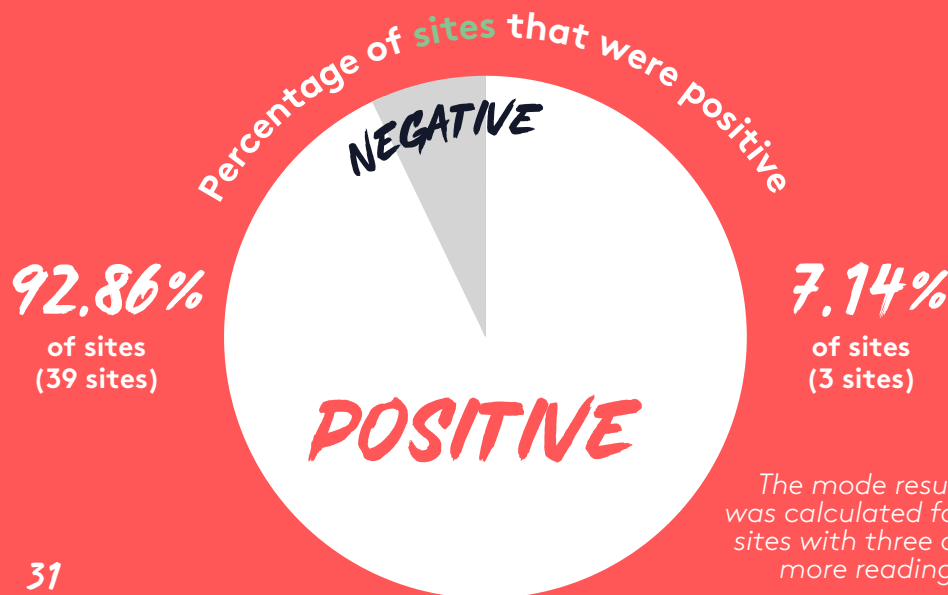 Percentage of sites that were positive
NEGATIVE
92.86%
of sites
(39 sites)
7.14%
of sites
(3 sites)
POSITIVE
The mode resu
was calculated fo
sites with three o
more reading
31